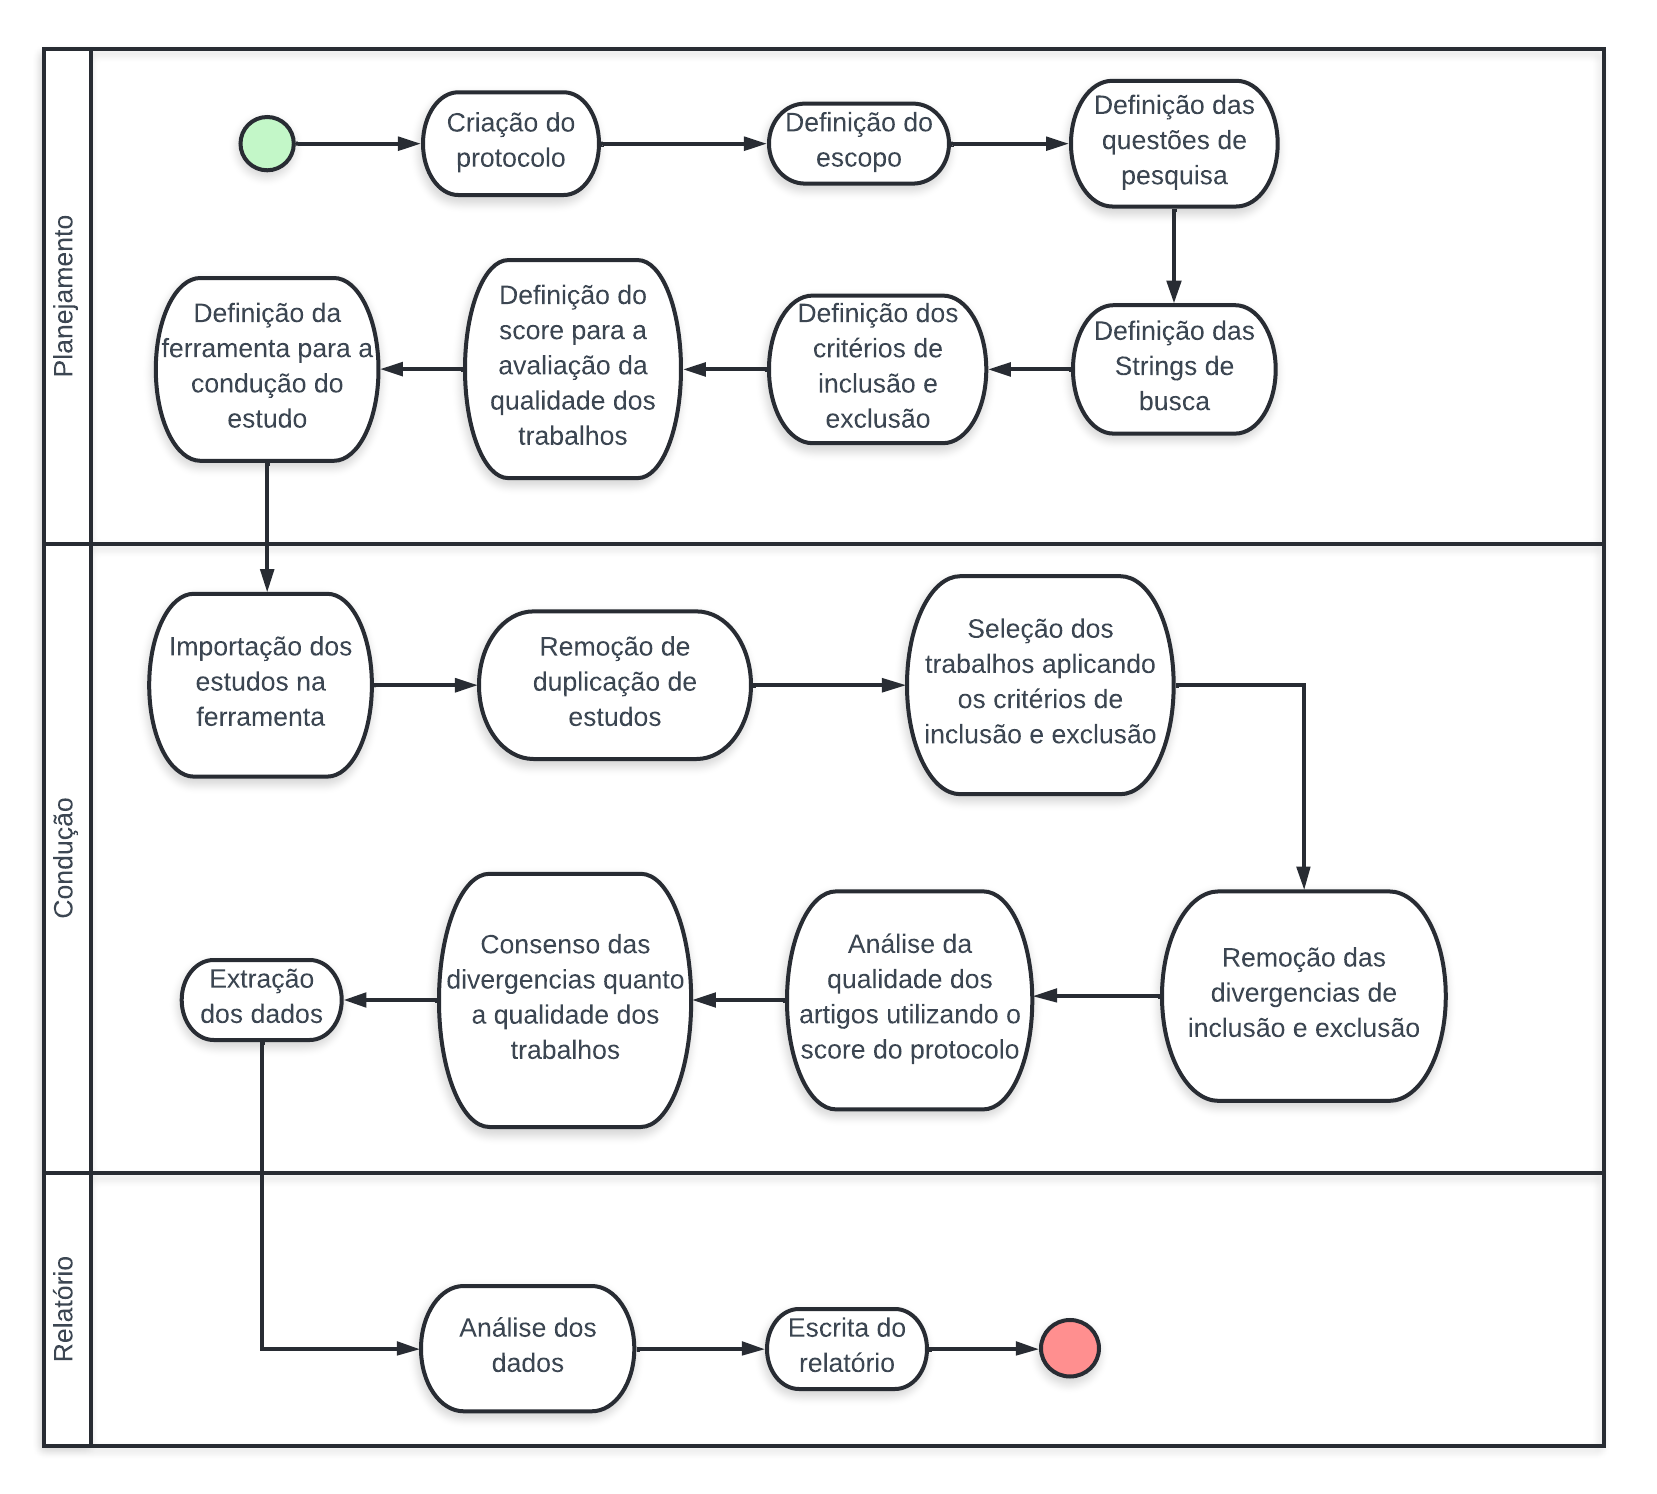 Planejamento
Criação do
protocolo
Definição do
escopo
Definição das
questões de
pesquisa
Definição das
Strings de
busca
Definição dos
critérios de
inclusão e
exclusão
Definição do
score para a
avaliação da
qualidade dos
trabalhos
Definição da
ferramenta para a
condução do
estudo
Condução
Importação dos
estudos na
ferramenta
Remoção de
duplicação de
estudos
Seleção dos
trabalhos aplicando
os critérios de
inclusão e exclusão
Remoção das
divergencias de
inclusão e exclusão
Análise da
qualidade dos
artigos utilizando o
score do protocolo
Consenso das
divergencias quanto
a qualidade dos
trabalhos
Extração
dos dados
Relatório
Análise dos
dados
Escrita do
relatório